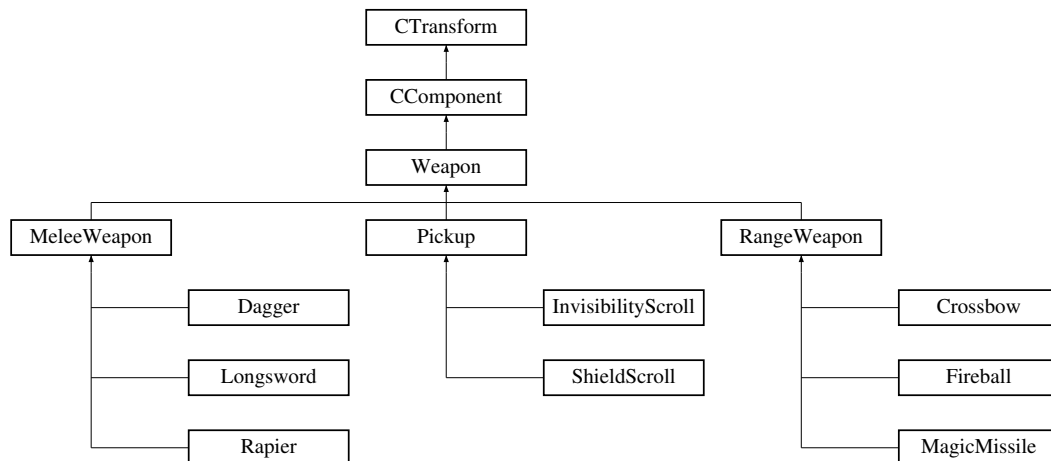 CTransform
CComponent
Weapon
MeleeWeapon
Pickup
RangeWeapon
Dagger
InvisibilityScroll
Crossbow
Longsword
ShieldScroll
Fireball
Rapier
MagicMissile